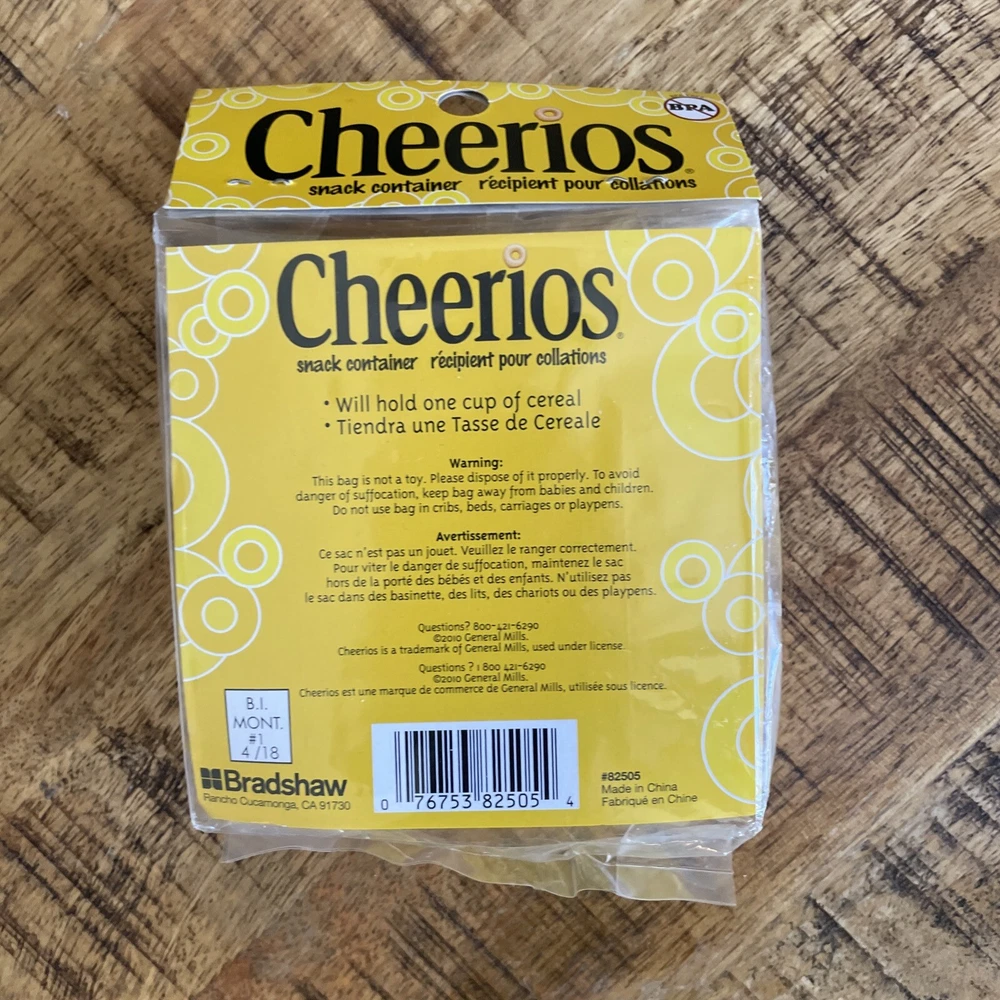 BPA
Cheerios®
snack container récipient pour collations
Cheerios®
snack container récipient pour collations
• Will hold one cup of cereal
• Tiendra une Tasse de Cereale
Warning:
This bag is not a toy. Please dispose of it properly. To avoid
danger of suffocation, keep bag away from babies and children.
Do not use bag in cribs, beds, carriages or playpens.
Avertissement:
Ce sac n'est pas un jouet. Veuillez le ranger correctement.
Pour viter le danger de suffocation, maintenez le sac
hors de la porté des bébés et des enfants. N'utilisez pas
le sac dans des basinette, des lits, des chariots ou des playpens.
Questions? 800-421-6290
©2010 General Mills.
Cheerios is a trademark of General Mills, used under license.
Questions ? 1 800 421-6290
©2010 General Mills.
Cheerios est une marque de commerce de General Mills, utilisée sous licence.
B.I.
MONT.
#1
4/18
Bradshaw
Rancho Cucamonga, CA 91730
0 76753 82505 4
#82505
Made in China
Fabriqué en Chine